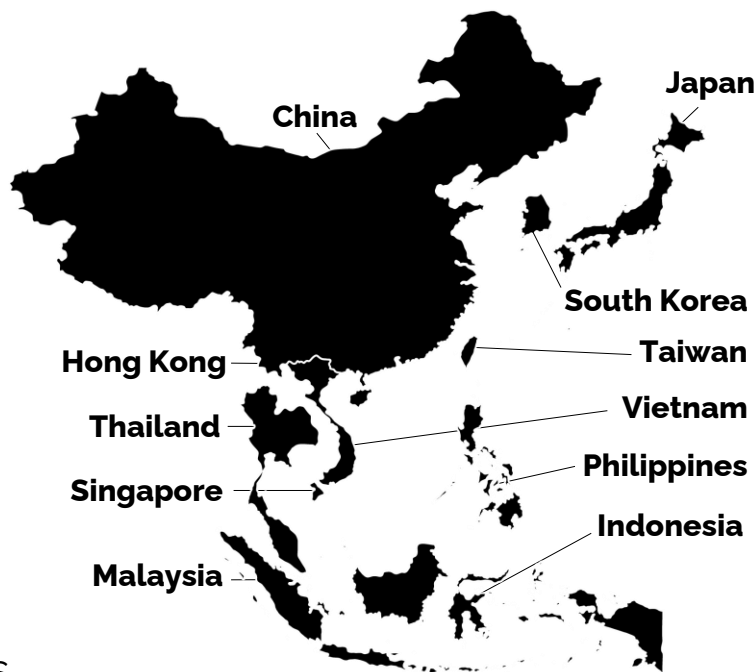 Japan
China
South Korea
Hong Kong
Taiwan
Vietnam
Thailand
Philippines
Singapore
Indonesia
Malaysia